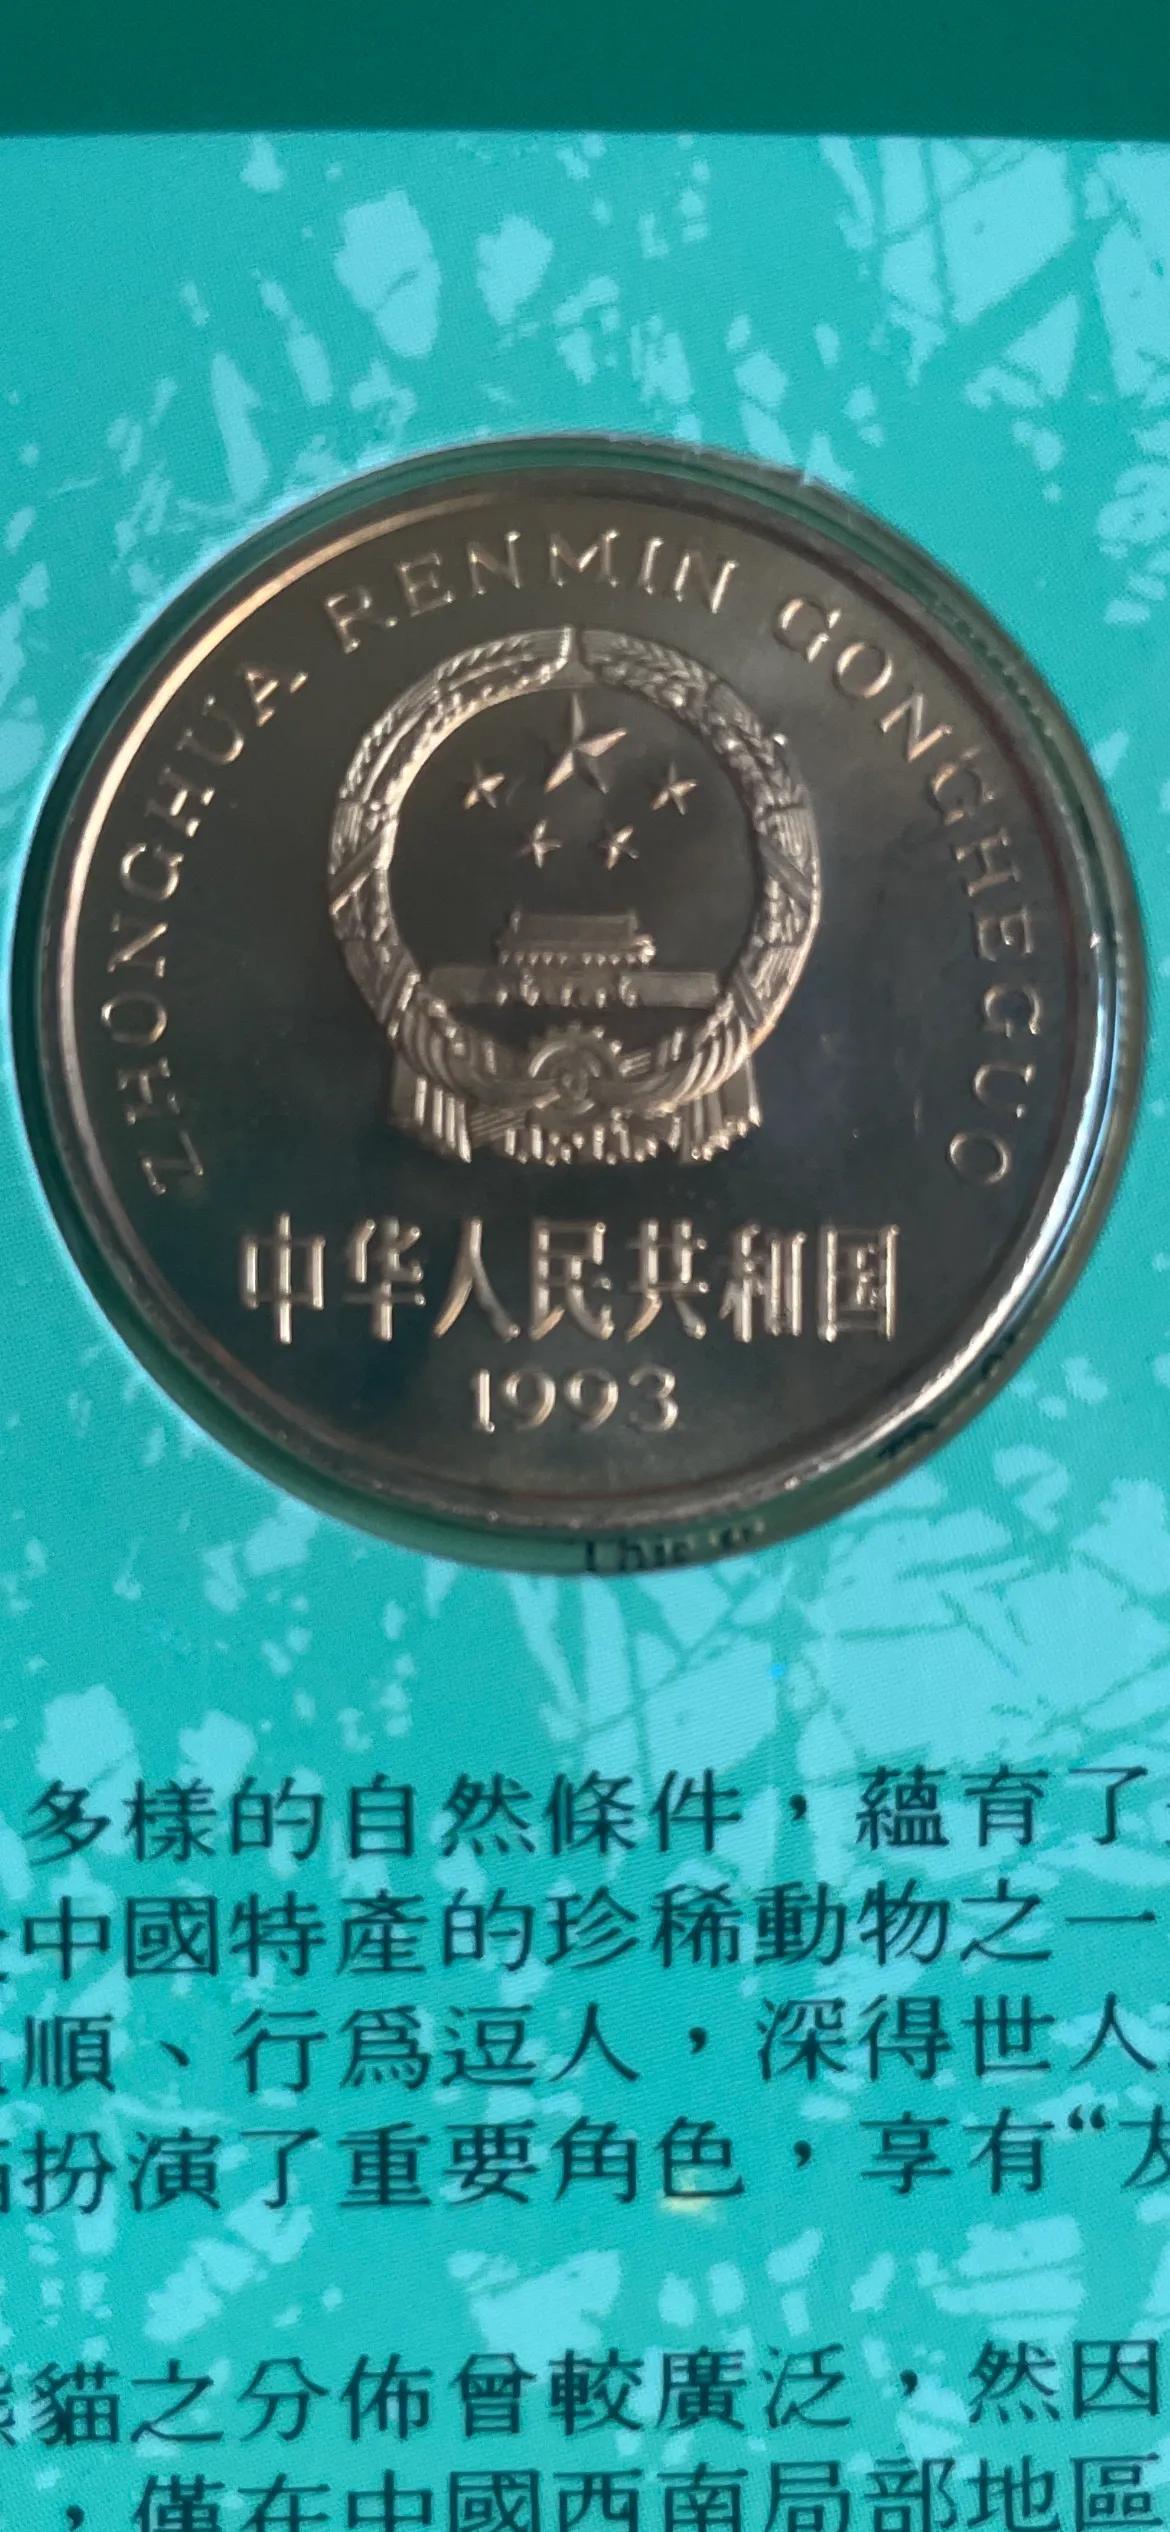 ZHONGHUA RENMIN GONGHEGUO
中华人民共和国
1993
多樣的自然條件，蘊育了
中國特產的珍稀動物之一
順、行爲逗人，深得世人
扮演了重要角色，享有“友
貓之分佈曾較廣泛，然因
，僅在中國西南局部地區